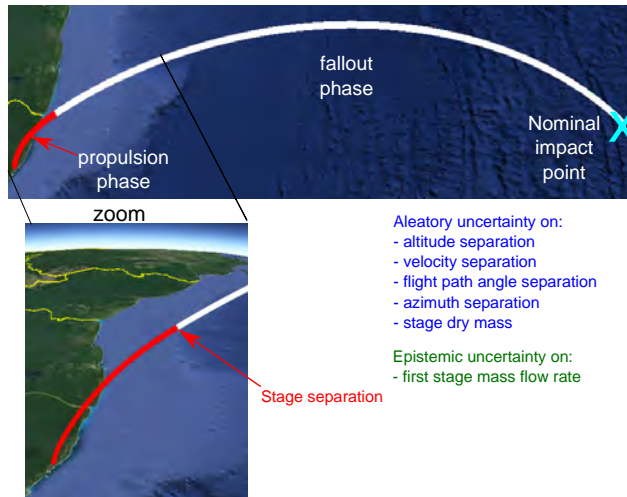 fallout
phase
Nominal
impact
point
X
propulsion
phase
zoom
Aleatory uncertainty on:
- altitude separation
- velocity separation
- flight path angle separation
- azimuth separation
- stage dry mass
Epistemic uncertainty on:
- first stage mass flow rate
Stage separation